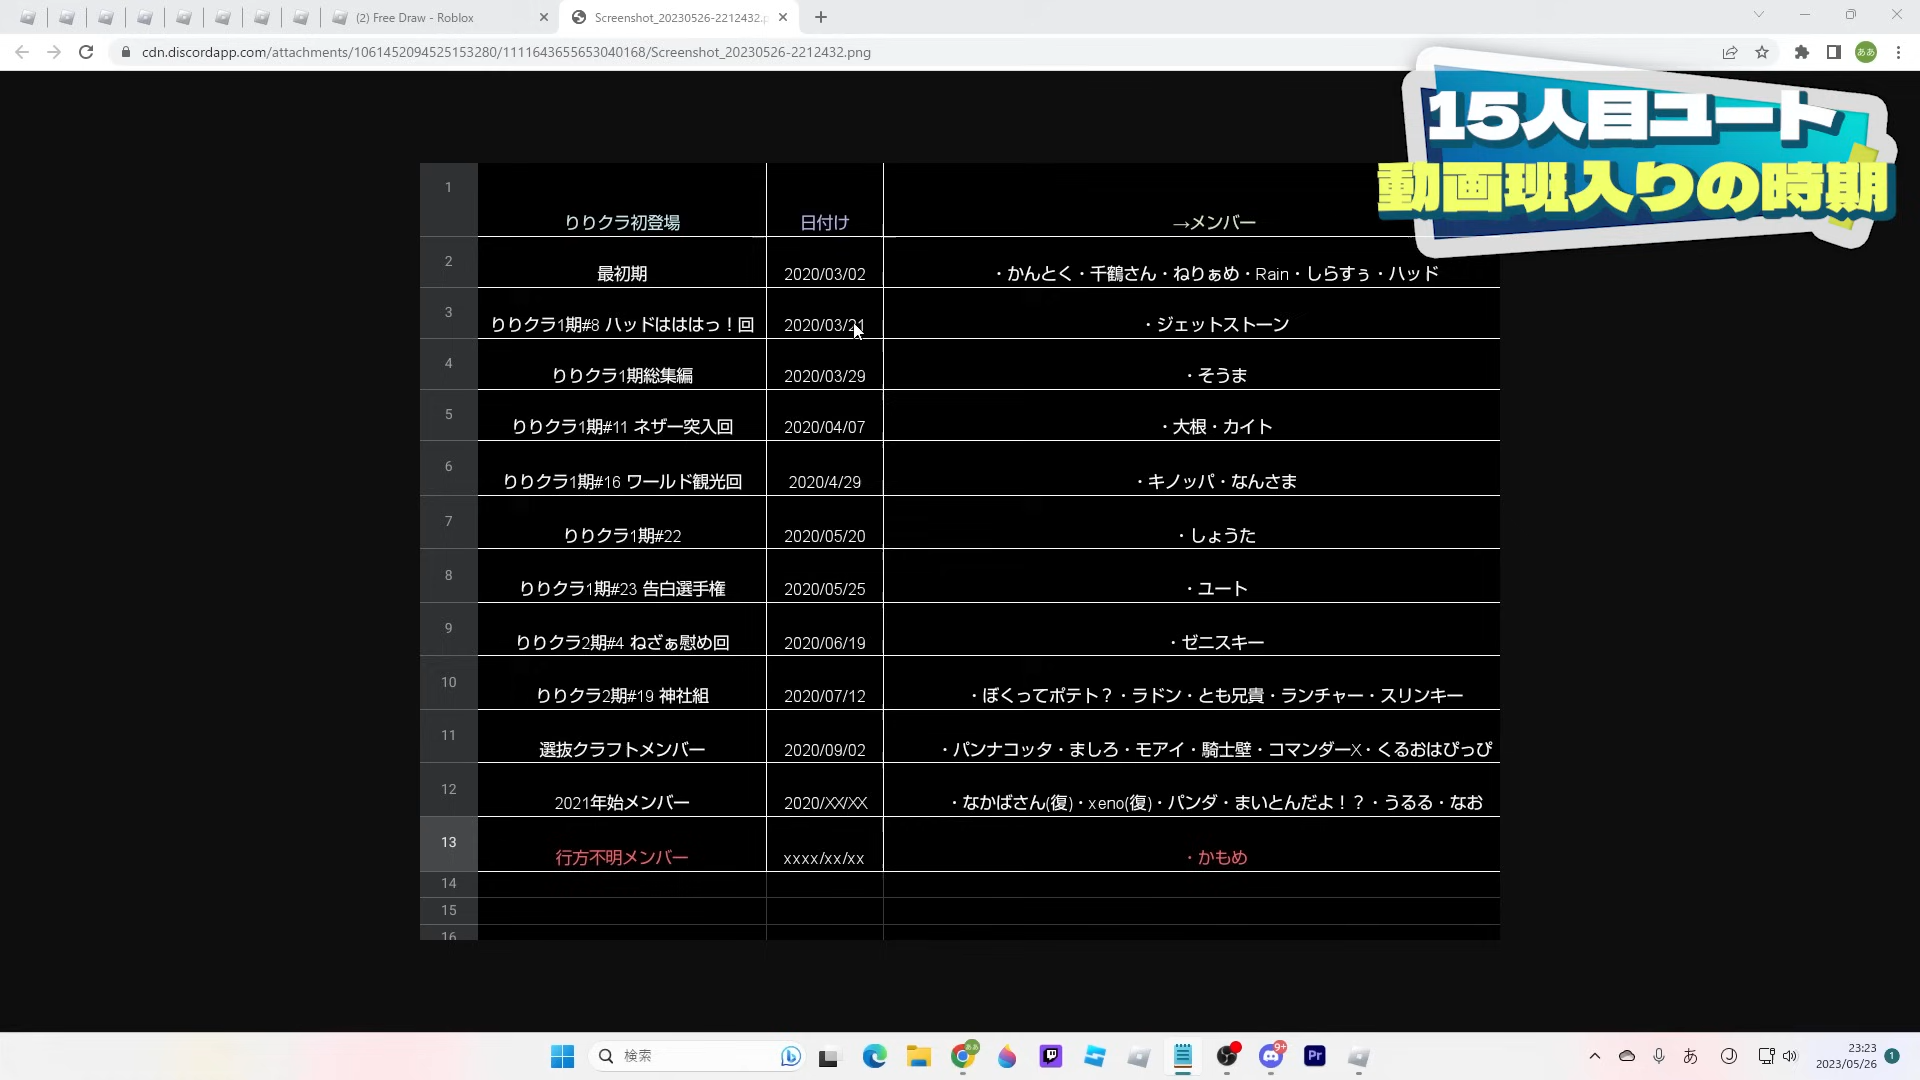 (2) Free Draw - Roblox
Screenshot_20230526-2212432.p
cdn.discordapp.com/attachments/1061452094525153280/1111643655653040168/Screenshot_20230526-2212432.png
ああ
15人目ユート
動画班入りの時期
1 りりクラ初登場 日付け →メンバー
2 最初期 2020/03/02 ・かんとく・千鶴さん・ねりぁめ・Rain・しらすぅ・ハッド
3 りりクラ1期#8 ハッドはははっ！回 2020/03/21 ・ジェットストーン
4 りりクラ1期総集編 2020/03/29 ・そうま
5 りりクラ1期#11 ネザー突入回 2020/04/07 ・大根・カイト
6 りりクラ1期#16 ワールド観光回 2020/4/29 ・キノッパ・なんさま
7 りりクラ1期#22 2020/05/20 ・しょうた
8 りりクラ1期#23 告白選手権 2020/05/25 ・ユート
9 りりクラ2期#4 ねざぁ慰め回 2020/06/19 ・ゼニスキー
10 りりクラ2期#19 神社組 2020/07/12 ・ぼくってポテト？・ラドン・とも兄貴・ランチャー・スリンキー
11 選抜クラフトメンバー 2020/09/02 ・パンナコッタ・ましろ・モアイ・騎士壁・コマンダーX・くるおはぴっぴ
12 2021年始メンバー 2020/XX/XX ・なかばさん(復)・xeno(復)・パンダ・まいとんだよ！？・うるる・なお
13 行方不明メンバー xxxx/xx/xx ・かもめ
14
15
16
検索
ああ
9+
Pr
あ
23:23
2023/05/26
1